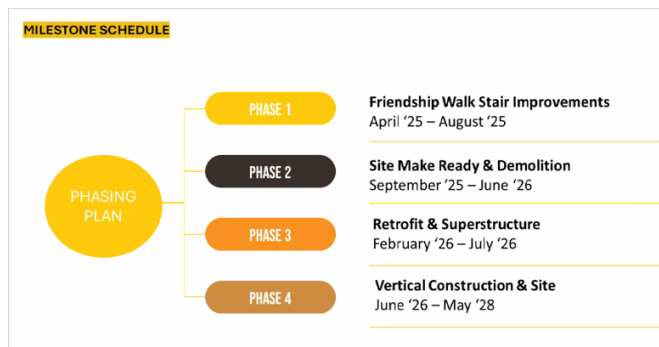 MILESTONE SCHEDULE
PHASING
PLAN
PHASE 1
Friendship Walk Stair Improvements
April ‘25 – August ‘25
PHASE 2
Site Make Ready & Demolition
September ‘25 – June ‘26
PHASE 3
Retrofit & Superstructure
February ‘26 – July ‘26
PHASE 4
Vertical Construction & Site
June ‘26 – May ‘28